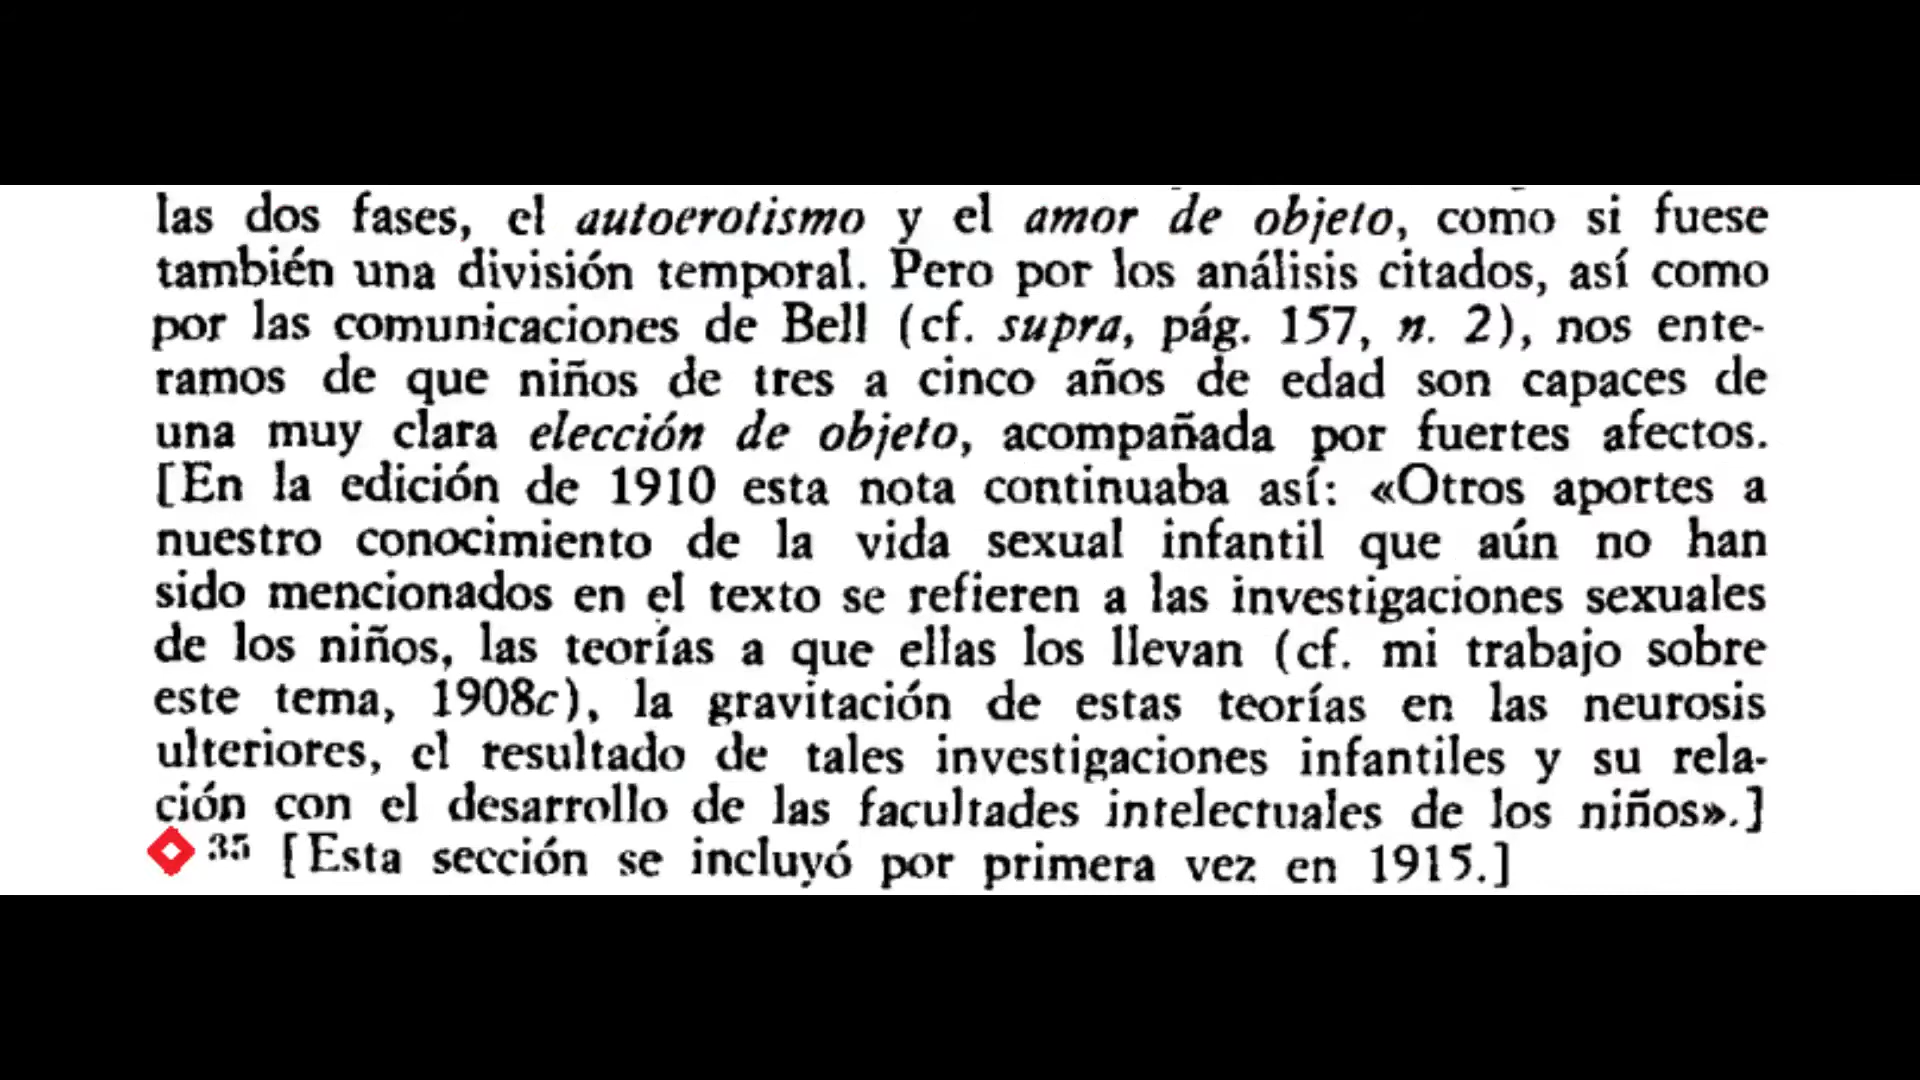 las dos fases, el autoerotismo y el amor de objeto, como si fuese
también una división temporal. Pero por los análisis citados, así como
por las comunicaciones de Bell (cf. supra, pág. 157, n. 2), nos ente-
ramos de que niños de tres a cinco años de edad son capaces de
una muy clara elección de objeto, acompañada por fuertes afectos.
[En la edición de 1910 esta nota continuaba así: «Otros aportes a
nuestro conocimiento de la vida sexual infantil que aún no han
sido mencionados en el texto se refieren a las investigaciones sexuales
de los niños, las teorías a que ellas los llevan (cf. mi trabajo sobre
este tema, 1908c), la gravitación de estas teorías en las neurosis
ulteriores, el resultado de tales investigaciones infantiles y su rela-
ción con el desarrollo de las facultades intelectuales de los niños».]
35 [Esta sección se incluyó por primera vez en 1915.]